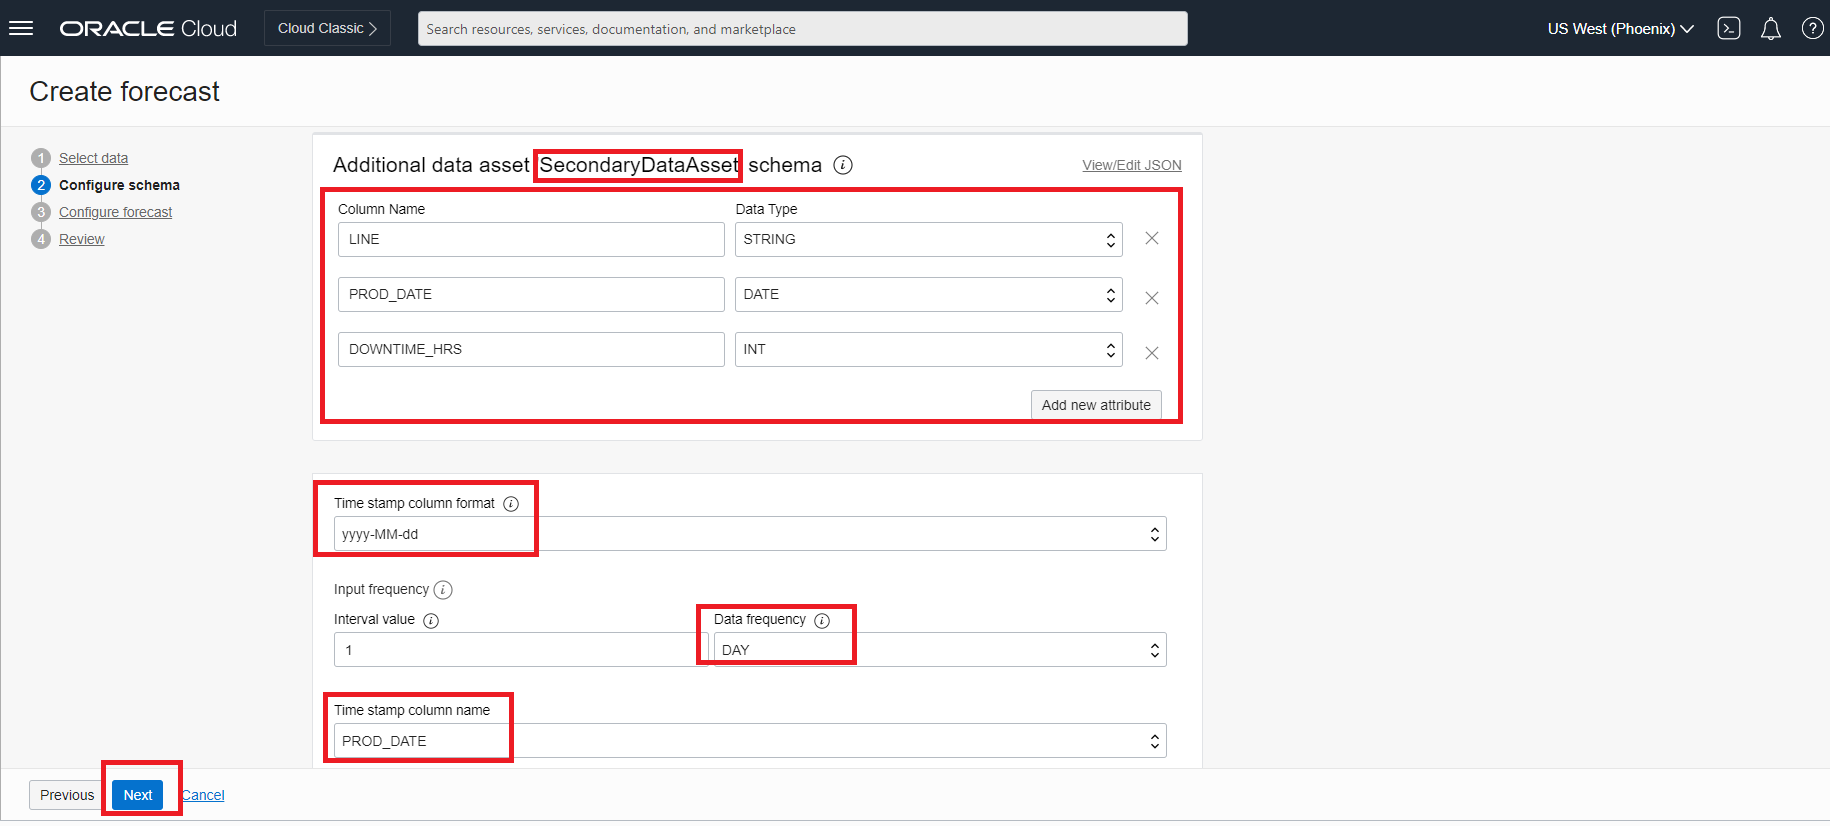 ORACLE Cloud
Cloud Classic
Search resources, services, documentation, and marketplace
US West (Phoenix)
Create forecast
1 Select data
2 Configure schema
3 Configure forecast
4 Review
Additional data asset SecondaryDataAsset schema
View/Edit JSON
Column Name Data Type
LINE STRING
PROD_DATE DATE
DOWNTIME_HRS INT
Add new attribute
Time stamp column format
yyyy-MM-dd
Input frequency
Interval value Data frequency
1 DAY
Time stamp column name
PROD_DATE
Previous Next Cancel